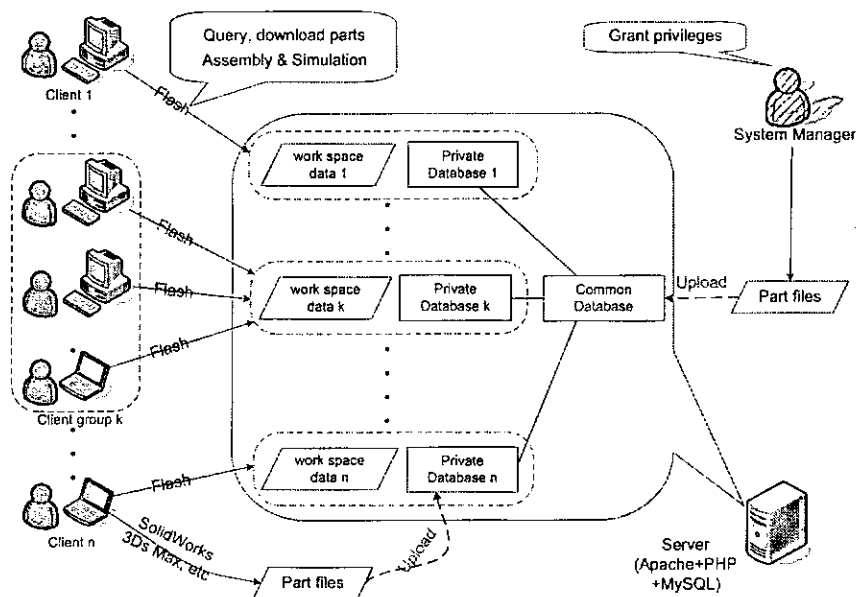 Query, download parts
Assembly & Simulation
Grant privileges
Client 1
Flash
System Manager
work space
data 1
Private
Database 1
Flash
Flash
work space
data k
Private
Database k
Common
Database
Upload
Part files
Flash
Client group k
Flash
work space
data n
Private
Database n
Client n
SolidWorks
3Ds Max, etc
Part files
Upload
Server
(Apache+PHP
+MySQL)